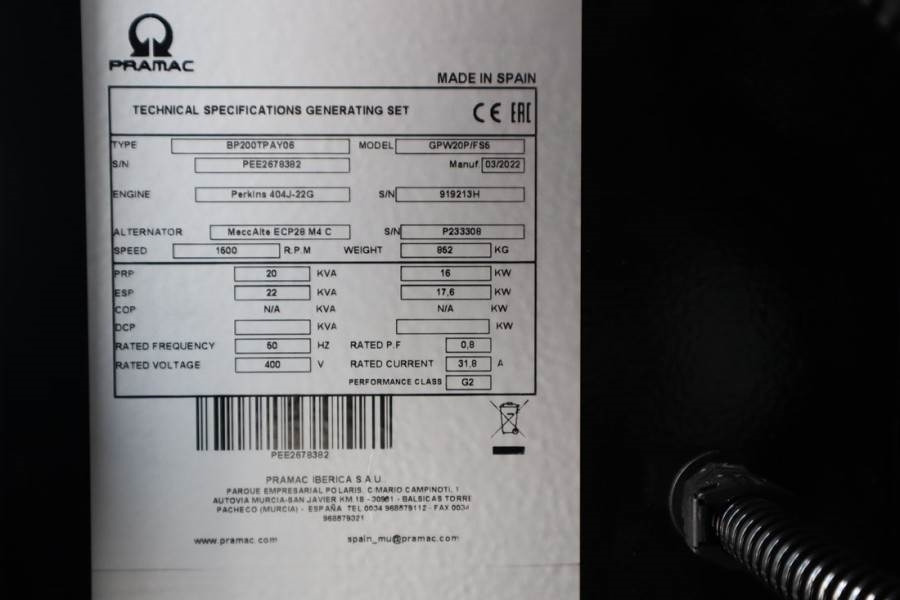 PRAMAC
MADE IN SPAIN
TECHNICAL SPECIFICATIONS GENERATING SET CE EAC
TYPE BP200TPAY06 MODEL GPW20P/FS5
S/N PEE2678382 Manuf. 03/2022
ENGINE Perkins 404J-22G S/N 919213H
ALTERNATOR MeccAlte ECP28 M4 C S/N P233308
SPEED 1500 R.P.M WEIGHT 852 KG
PRP 20 KVA 16 KW
ESP 22 KVA 17,6 KW
COP N/A KVA N/A KW
DCP KVA KW
RATED FREQUENCY 50 HZ RATED P.F 0,8
RATED VOLTAGE 400 V RATED CURRENT 31,8 A
PERFORMANCE CLASS G2
PEE2678382
PRAMAC IBERICA S.A.U.
PARQUE EMPRESARIAL POLARIS, C/MARIO CAMPINOTI, 1
AUTOVIA MURCIA-SAN JAVIER KM.18 - 30591 - BALSICAS TORRE
PACHECO (MURCIA) - ESPAÑA TEL 0034 968579112 - FAX 0034
968579321
www.pramac.com spain_mu@pramac.com